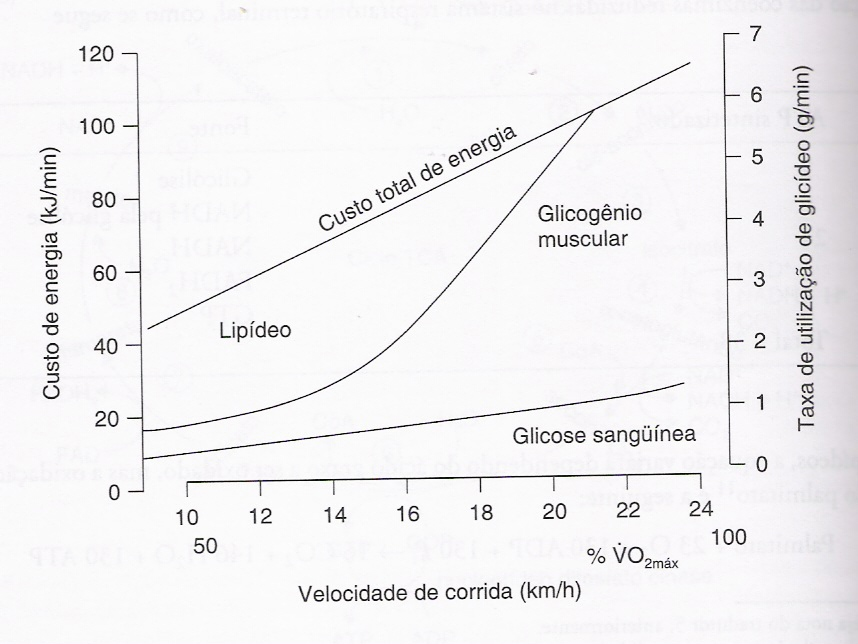 120
100
80
60
40
20
0
Custo de energia (kJ/min)
7
6
5
4
3
2
1
0
Taxa de utilização de glicídeo (g/min)
Custo total de energia
Glicogênio
muscular
Lipídeo
Glicose sangüínea
10 12 14 16 18 20 22 24
50 100
% V̇O2máx
Velocidade de corrida (km/h)